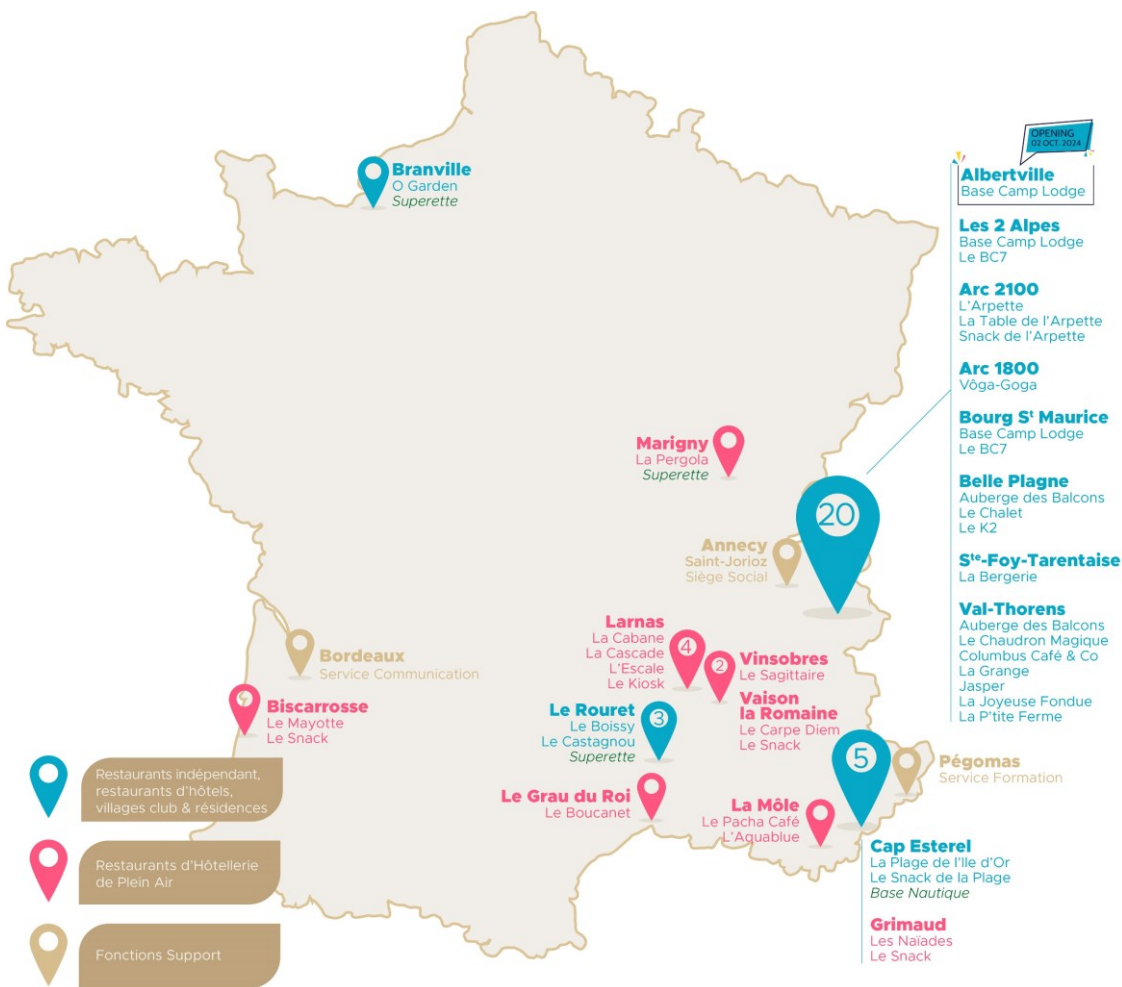 OPENING
02 OCT. 2024
Albertville
Base Camp Lodge
Les 2 Alpes
Base Camp Lodge
Le BC7
Arc 2100
L'Arpette
La Table de l'Arpette
Snack de l'Arpette
Arc 1800
Vôga-Goga
Bourg St Maurice
Base Camp Lodge
Le BC7
Belle Plagne
Auberge des Balcons
Le Chalet
Le K2
Ste-Foy-Tarentaise
La Bergerie
Val-Thorens
Auberge des Balcons
Le Chaudron Magique
Columbus Café & Co
La Grange
Jasper
La Joyeuse Fondue
La P'tite Ferme
Branville
O Garden
Superette
Marigny
La Pergola
Superette
20
Annecy
Saint-Jorioz
Siège Social
Larnas
La Cabane
La Cascade
L'Escale
Le Kiosk
4
2
Vinsobres
Le Sagittaire
Vaison
la Romaine
Le Carpe Diem
Le Snack
Bordeaux
Service Communication
Biscarrosse
Le Mayotte
Le Snack
Le Rouret
Le Boissy
Le Castagnou
Superette
3
5
Pégomas
Service Formation
Le Grau du Roi
Le Boucanet
La Môle
Le Pacha Café
L'Aquablue
Cap Esterel
La Plage de l'Ile d'Or
Le Snack de la Plage
Base Nautique
Grimaud
Les Naïades
Le Snack
Restaurants indépendant,
restaurants d'hôtels,
villages club & résidences
Restaurants d'Hôtellerie
de Plein Air
Fonctions Support